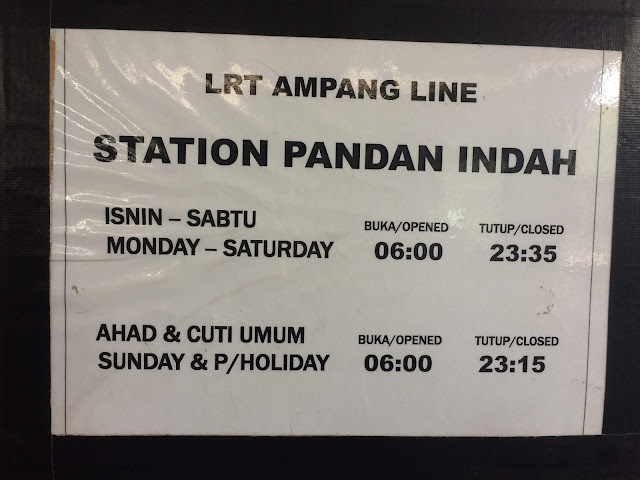 LRT AMPANG LINE
STATION PANDAN INDAH
ISNIN – SABTU
MONDAY – SATURDAY
BUKA/OPENED TUTUP/CLOSED
06:00 23:35
AHAD & CUTI UMUM
SUNDAY & P/HOLIDAY
BUKA/OPENED TUTUP/CLOSED
06:00 23:15